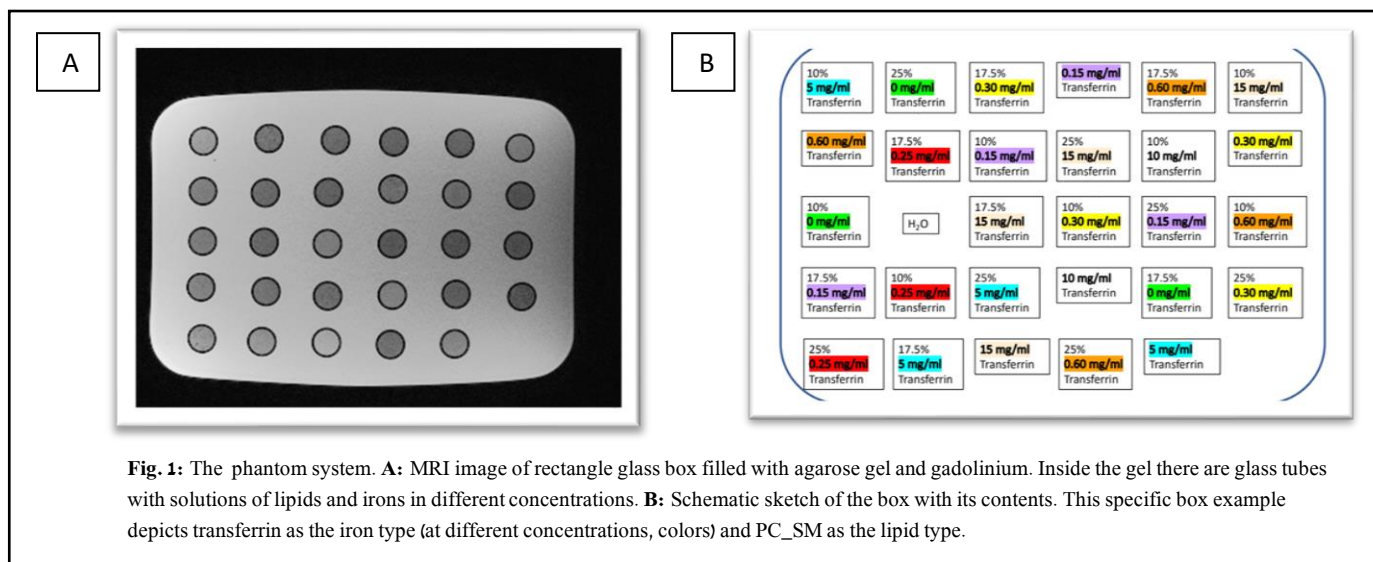 A
B
10%
5 mg/ml
Transferrin
25%
0 mg/ml
Transferrin
17.5%
0.30 mg/ml
Transferrin
0.15 mg/ml
Transferrin
17.5%
0.60 mg/ml
Transferrin
10%
15 mg/ml
Transferrin
0.60 mg/ml
Transferrin
17.5%
0.25 mg/ml
Transferrin
10%
0.15 mg/ml
Transferrin
25%
15 mg/ml
Transferrin
10%
10 mg/ml
Transferrin
0.30 mg/ml
Transferrin
10%
0 mg/ml
Transferrin
H₂O
17.5%
15 mg/ml
Transferrin
10%
0.30 mg/ml
Transferrin
25%
0.15 mg/ml
Transferrin
10%
0.60 mg/ml
Transferrin
17.5%
0.15 mg/ml
Transferrin
10%
0.25 mg/ml
Transferrin
25%
5 mg/ml
Transferrin
10 mg/ml
Transferrin
17.5%
0 mg/ml
Transferrin
25%
0.30 mg/ml
Transferrin
25%
0.25 mg/ml
Transferrin
17.5%
5 mg/ml
Transferrin
15 mg/ml
Transferrin
25%
0.60 mg/ml
Transferrin
5 mg/ml
Transferrin
Fig. 1: The phantom system. A: MRI image of rectangle glass box filled with agarose gel and gadolinium. Inside the gel there are glass tubes
with solutions of lipids and irons in different concentrations. B: Schematic sketch of the box with its contents. This specific box example
depicts transferrin as the iron type (at different concentrations, colors) and PC_SM as the lipid type.